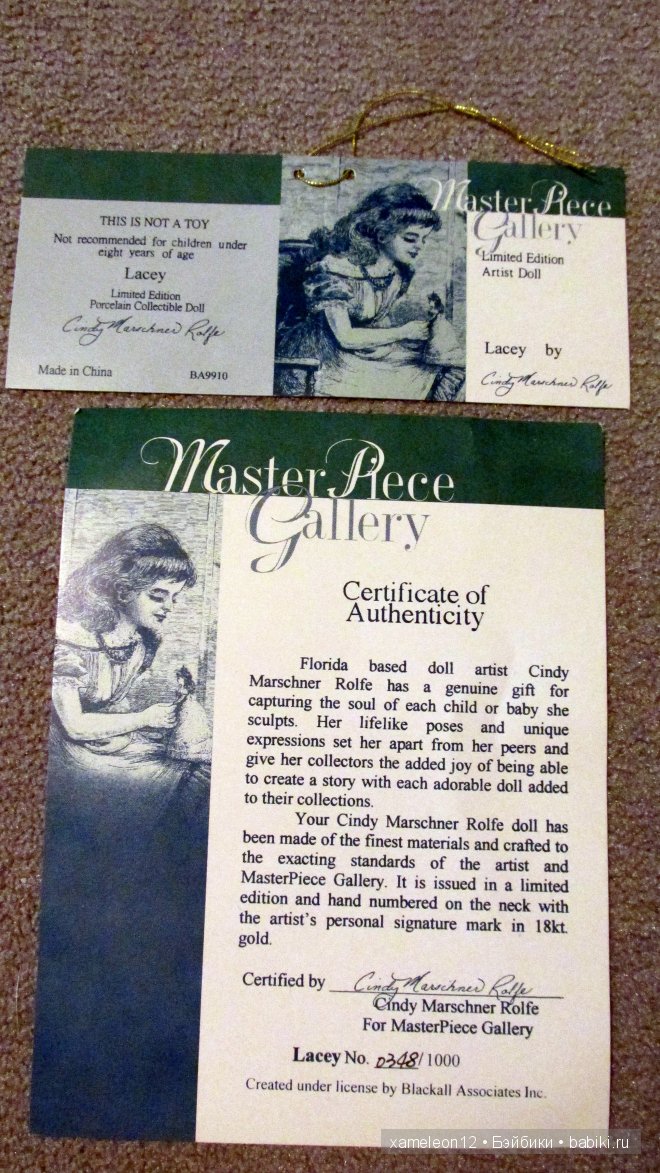 THIS IS NOT A TOY
Not recommended for children under
eight years of age
Lacey
Limited Edition
Porcelain Collectible Doll
Cindy Marschner Rolfe
Made in China
BA9910
MasterPiece
Gallery
Limited Edition
Artist Doll
Lacey by
Cindy Marschner Rolfe
MasterPiece
Gallery
Certificate of
Authenticity
Florida based doll artist Cindy
Marschner Rolfe has a genuine gift for
capturing the soul of each child or baby she
sculpts. Her lifelike poses and unique
expressions set her apart from her peers and
give her collectors the added joy of being able
to create a story with each adorable doll added
to their collections.
Your Cindy Marschner Rolfe doll has
been made of the finest materials and crafted to
the exacting standards of the artist and
MasterPiece Gallery. It is issued in a limited
edition and hand numbered on the neck with
the artist's personal signature mark in 18kt.
gold.
Certified by Cindy Marschner Rolfe
Cindy Marschner Rolfe
For MasterPiece Gallery
Lacey No. 0348/1000
Created under license by Blackall Associates Inc.
xameleon12 • Бэйбики • babiki.ru